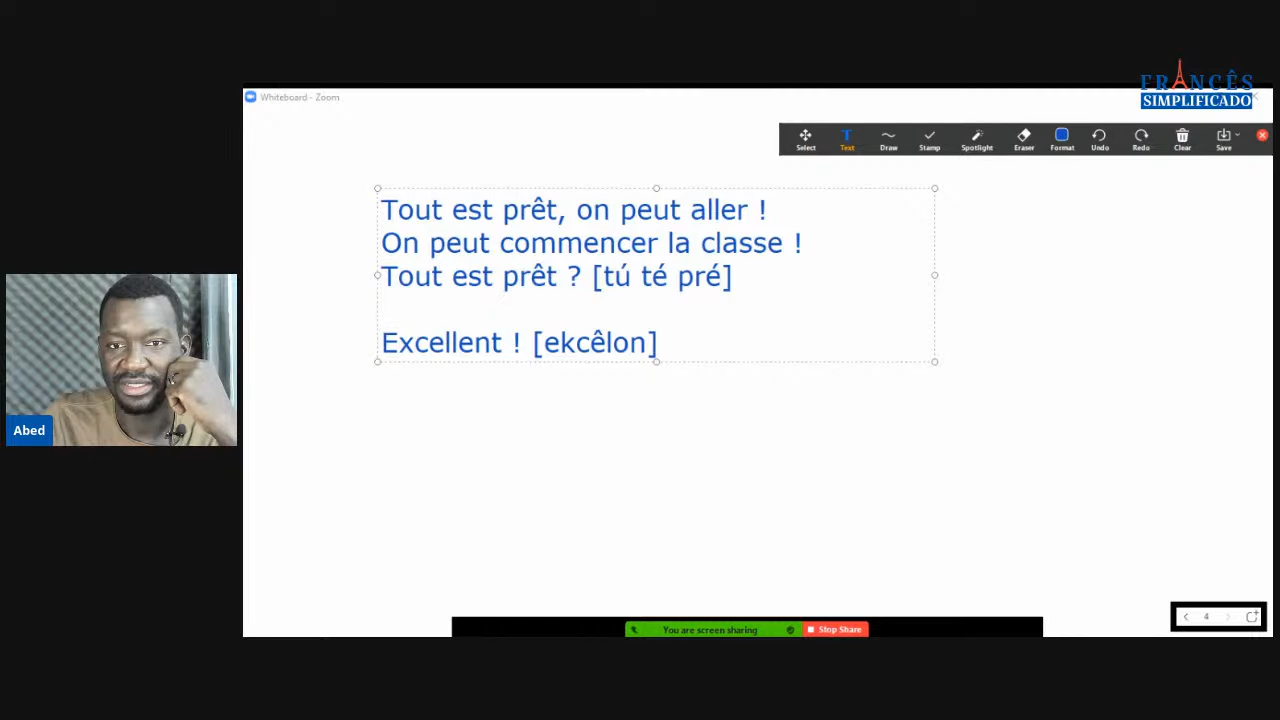 FRANCÊS
SIMPLIFICADO
Whiteboard - Zoom
Select Text Draw Stamp Spotlight Eraser Format Undo Redo Clear Save
Tout est prêt, on peut aller !
On peut commencer la classe !
Tout est prêt ? [tú té pré]
Excellent ! [ekcêlon]
Abed
4
You are screen sharing Stop Share